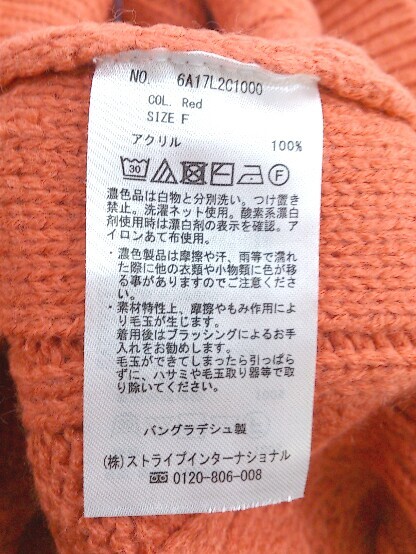 NO. 6A17L2C1000
COL. Red
SIZE F
アクリル 100%
30 F
濃色品は白物と分別洗い。つけ置き
禁止。洗濯ネット使用。酸素系漂白
剤使用時は漂白剤の表示を確認。ア
イロンあて布使用。
・濃色製品は摩擦や汗、雨等で濡れ
た際に他の衣類や小物類に色が移
る事がありますのでご注意くださ
い。
・素材特性上、摩擦やもみ作用によ
り毛玉が生じます。
着用後はブラッシングによるお手
入れをお勧めします。
毛玉ができてしまったら引っぱら
ずに、ハサミや毛玉取り器等で取
り除いてください。
バングラデシュ製
(株)ストライプインターナショナル
0120-806-008